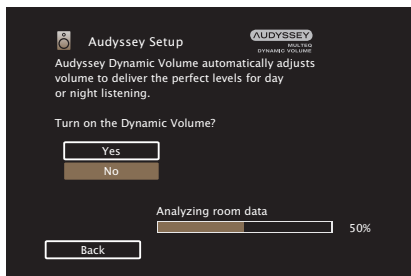 Audyssey Setup
AUDYSSEY
MULTEQ
DYNAMIC VOLUME
Audyssey Dynamic Volume automatically adjusts
volume to deliver the perfect levels for day
or night listening.
Turn on the Dynamic Volume?
Yes
No
Analyzing room data
50%
Back